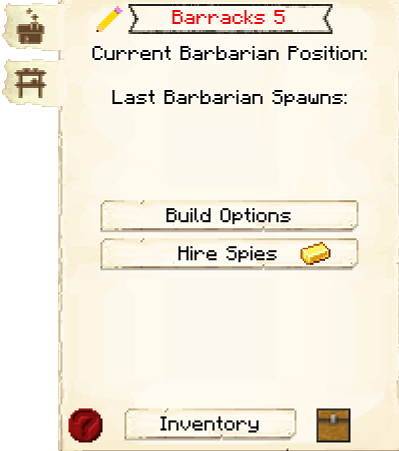 Barracks 5
Current Barbarian Position:
Last Barbarian Spawns:
Build Options
Hire Spies
?
Inventory